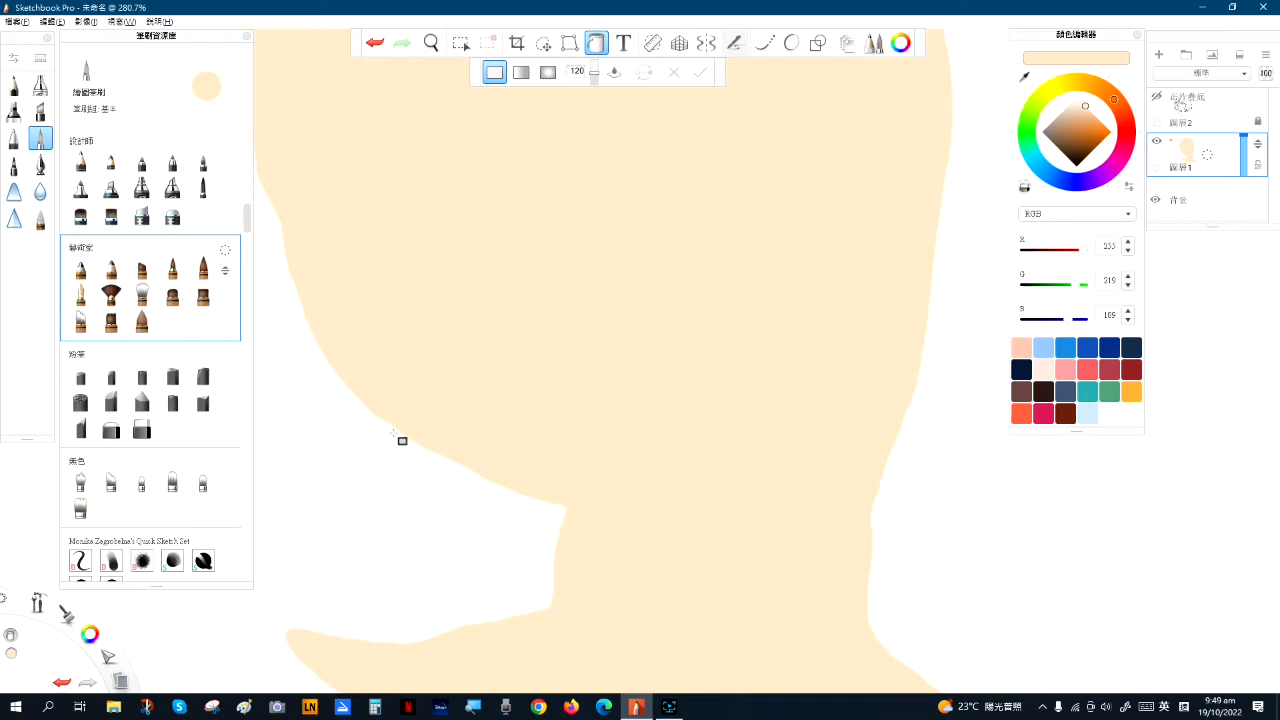 Sketchbook Pro - 未命名 @ 280.7%
檔案(F) 編輯(E) 影像(I) 視窗(W) 說明(H)
筆刷資源庫
繪圖筆刷
筆刷組: 基本
設計師
藝術家
粉筆
無色
Monika Zagrobelna's Quick Sketch Set
120
顏色編輯器
RGB
R 255
G 219
B 189
標準
100
圖層2
圖層1
背景
23°C 陽光普照
英
9:49 am
19/10/2022